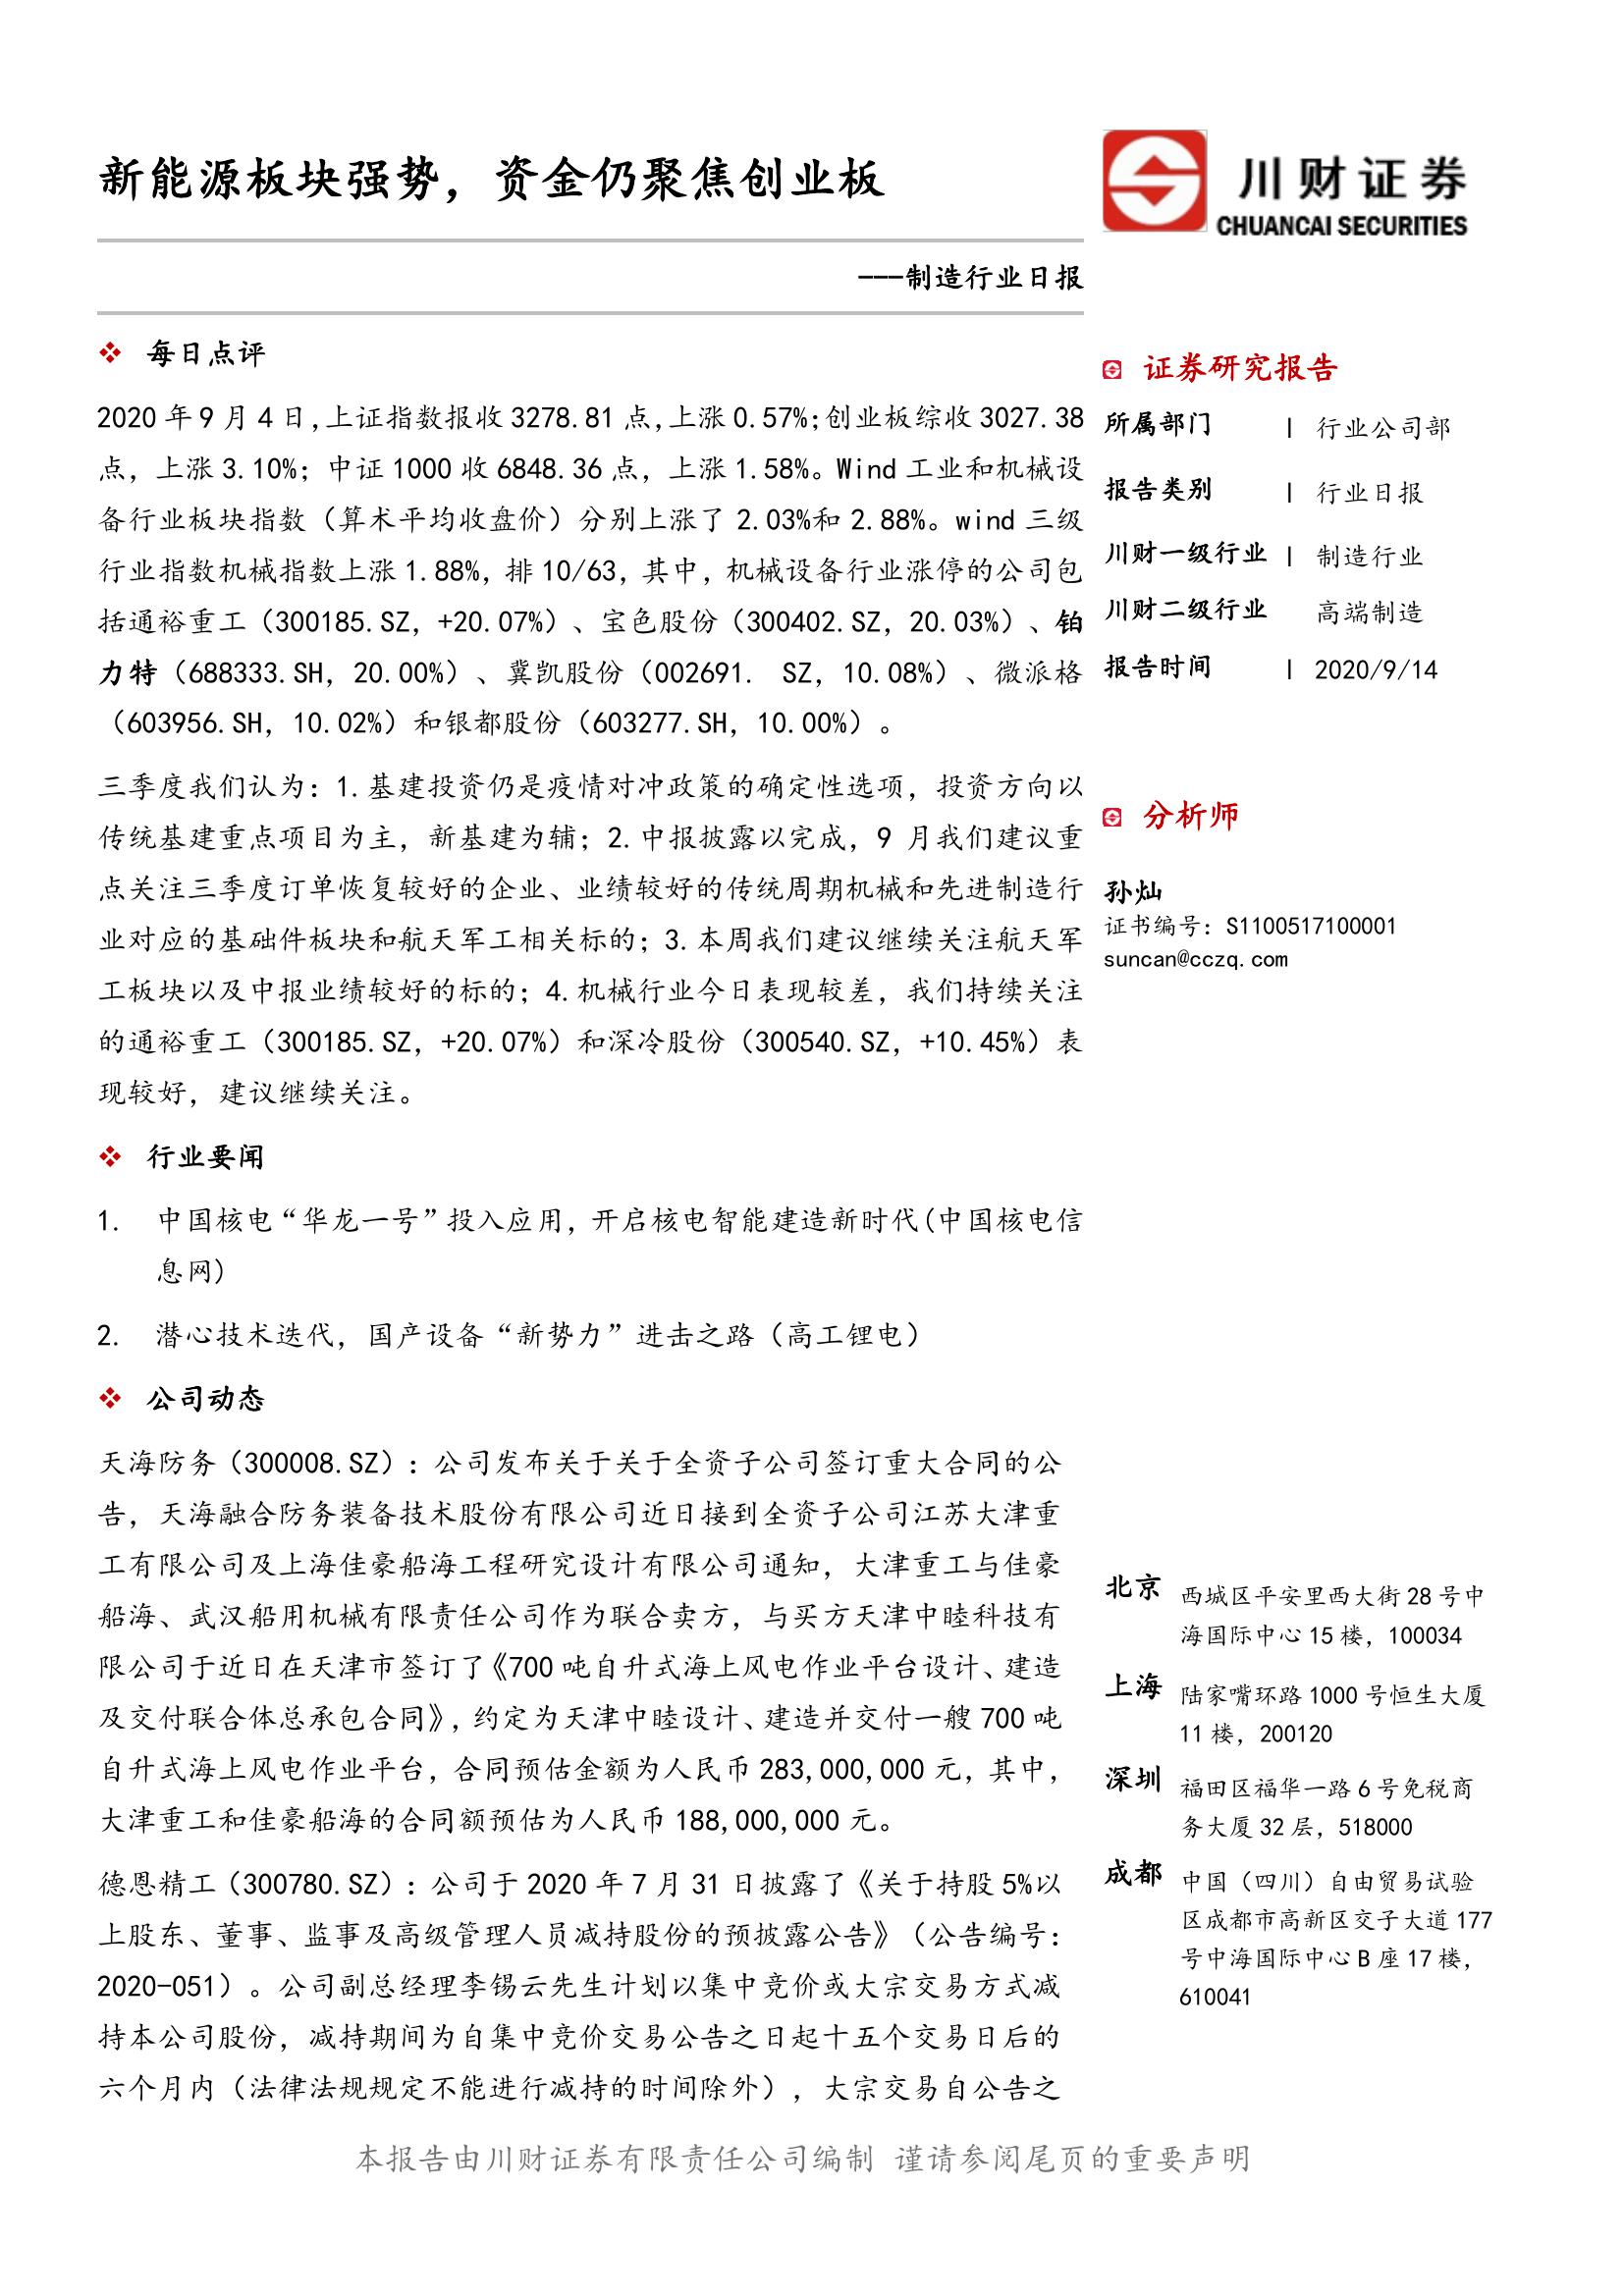 新能源板块强势，资金仍聚焦创业板
———制造行业日报
川财证券
CHUANCAI SECURITIES
每日点评
2020 年 9 月 4 日，上证指数报收 3278.81 点，上涨 0.57%；创业板综收 3027.38
点，上涨 3.10%；中证 1000 收 6848.36 点，上涨 1.58%。Wind 工业和机械设
备行业板块指数（算术平均收盘价）分别上涨了 2.03%和 2.88%。wind 三级
行业指数机械指数上涨 1.88%，排 10/63，其中，机械设备行业涨停的公司包
括通裕重工（300185.SZ，+20.07%）、宝色股份（300402.SZ，20.03%）、铂
力特（688333.SH，20.00%）、冀凯股份（002691. SZ，10.08%）、微派格
（603956.SH，10.02%）和银都股份（603277.SH，10.00%）。
三季度我们认为：1.基建投资仍是疫情对冲政策的确定性选项，投资方向以
传统基建重点项目为主，新基建为辅；2.中报披露以完成，9 月我们建议重
点关注三季度订单恢复较好的企业、业绩较好的传统周期机械和先进制造行
业对应的基础件板块和航天军工相关标的；3.本周我们建议继续关注航天军
工板块以及中报业绩较好的标的；4.机械行业今日表现较差，我们持续关注
的通裕重工（300185.SZ，+20.07%）和深冷股份（300540.SZ，+10.45%）表
现较好，建议继续关注。
行业要闻
1. 中国核电“华龙一号”投入应用，开启核电智能建造新时代(中国核电信
息网)
2. 潜心技术迭代，国产设备“新势力”进击之路（高工锂电）
公司动态
天海防务（300008.SZ）：公司发布关于关于全资子公司签订重大合同的公
告，天海融合防务装备技术股份有限公司近日接到全资子公司江苏大津重
工有限公司及上海佳豪船海工程研究设计有限公司通知，大津重工与佳豪
船海、武汉船用机械有限责任公司作为联合卖方，与买方天津中睦科技有
限公司于近日在天津市签订了《700 吨自升式海上风电作业平台设计、建造
及交付联合体总承包合同》，约定为天津中睦设计、建造并交付一艘 700 吨
自升式海上风电作业平台，合同预估金额为人民币 283,000,000 元，其中，
大津重工和佳豪船海的合同额预估为人民币 188,000,000 元。
德恩精工（300780.SZ）：公司于 2020 年 7 月 31 日披露了《关于持股 5%以
上股东、董事、监事及高级管理人员减持股份的预披露公告》（公告编号：
2020-051）。公司副总经理李锡云先生计划以集中竞价或大宗交易方式减
持本公司股份，减持期间为自集中竞价交易公告之日起十五个交易日后的
六个月内（法律法规规定不能进行减持的时间除外），大宗交易自公告之
证券研究报告
所属部门 | 行业公司部
报告类别 | 行业日报
川财一级行业 | 制造行业
川财二级行业 高端制造
报告时间 | 2020/9/14
分析师
孙灿
证书编号：S1100517100001
suncan@cczq.com
北京 西城区平安里西大街 28 号中
海国际中心 15 楼，100034
上海 陆家嘴环路 1000 号恒生大厦
11 楼，200120
深圳 福田区福华一路 6 号免税商
务大厦 32 层，518000
成都 中国（四川）自由贸易试验
区成都市高新区交子大道 177
号中海国际中心 B 座 17 楼，
610041
本报告由川财证券有限责任公司编制 谨请参阅尾页的重要声明